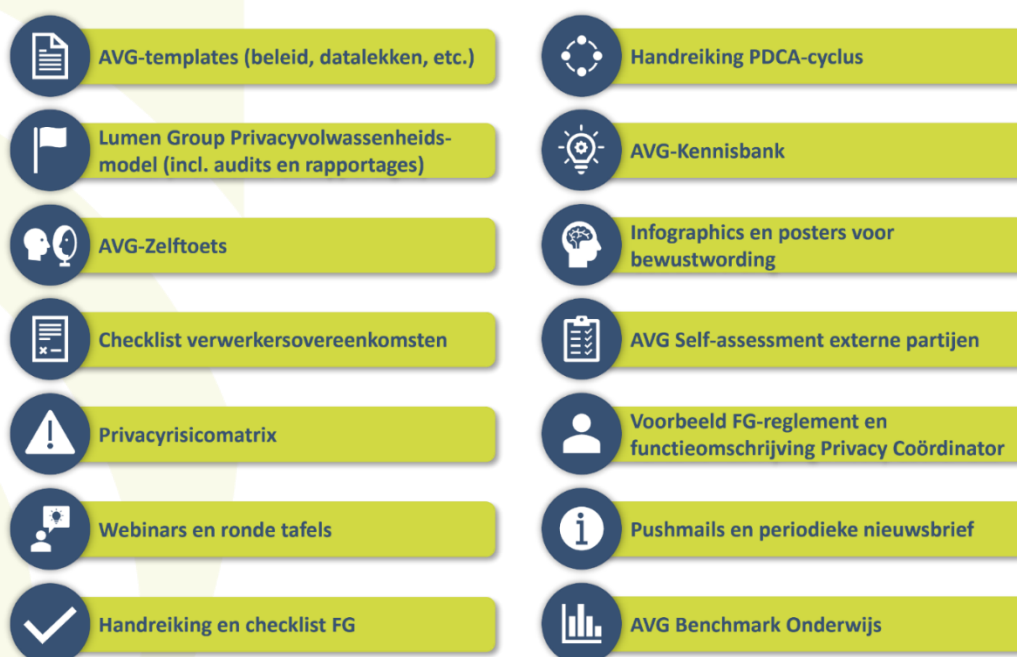 AVG-templates (beleid, datalekken, etc.)
Lumen Group Privacyvolwassenheids-
model (incl. audits en rapportages)
AVG-Zelftoets
Checklist verwerkersovereenkomsten
Privacyrisicomatrix
Webinars en ronde tafels
Handreiking en checklist FG
Handreiking PDCA-cyclus
AVG-Kennisbank
Infographics en posters voor
bewustwording
AVG Self-assessment externe partijen
Voorbeeld FG-reglement en
functieomschrijving Privacy Coördinator
Pushmails en periodieke nieuwsbrief
AVG Benchmark Onderwijs